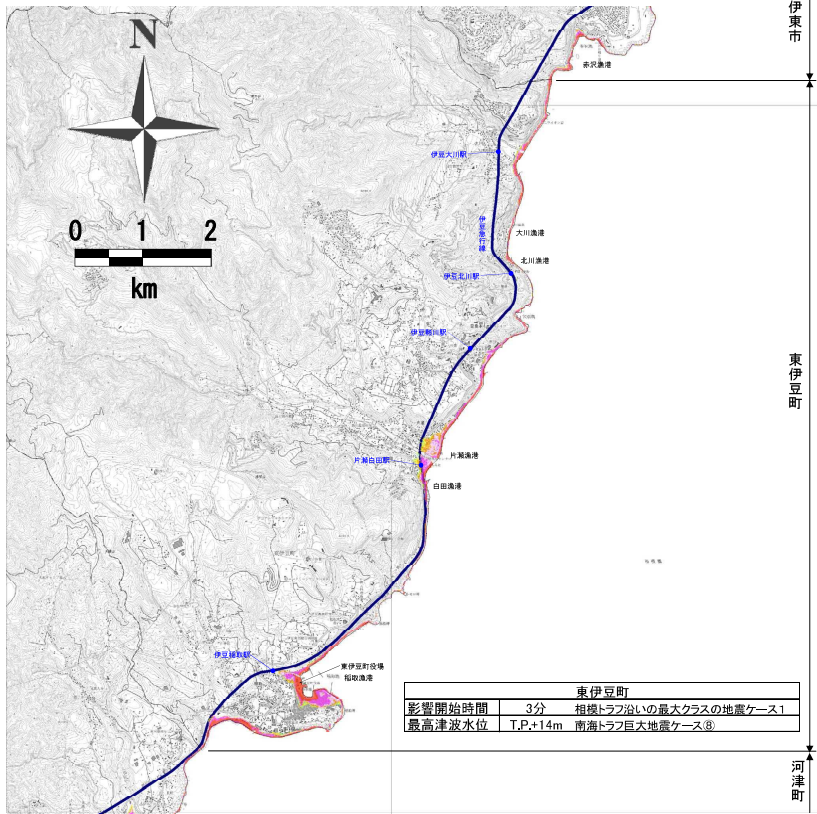 伊東市
N
赤沢漁港
伊豆大川駅
0 1 2
km
伊豆急行線
大川漁港
北川漁港
伊豆北川駅
伊豆熱川駅
東伊豆町
片瀬漁港
片瀬白田駅
白田漁港
東伊豆町
伊豆稲取駅
東伊豆町役場
稲取漁港
東伊豆町
影響開始時間 3分 相模トラフ沿いの最大クラスの地震ケース1
最高津波水位 T.P.+14m 南海トラフ巨大地震ケース⑧
河津町